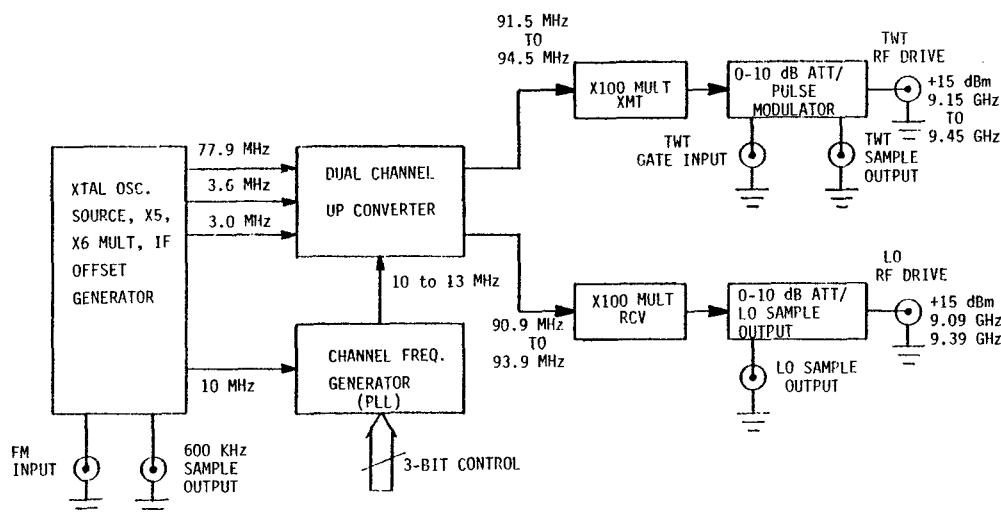 91.5 MHz
TO
94.5 MHz
X100 MULT
XMT
0-10 dB ATT/
PULSE
MODULATOR
TWT
RF DRIVE
+15 dBm
9.15 GHz
TO
9.45 GHz
TWT
GATE INPUT
TWT
SAMPLE
OUTPUT
XTAL OSC.
SOURCE, X5,
X6 MULT, IF
OFFSET
GENERATOR
77.9 MHz
3.6 MHz
3.0 MHz
DUAL CHANNEL
UP CONVERTER
10 to 13 MHz
90.9 MHz
TO
93.9 MHz
X100 MULT
RCV
0-10 dB ATT/
LO SAMPLE
OUTPUT
LO
RF DRIVE
+15 dBm
9.09 GHz
9.39 GHz
LO SAMPLE
OUTPUT
10 MHz
CHANNEL FREQ.
GENERATOR
(PLL)
3-BIT CONTROL
FM
INPUT
600 KHz
SAMPLE
OUTPUT